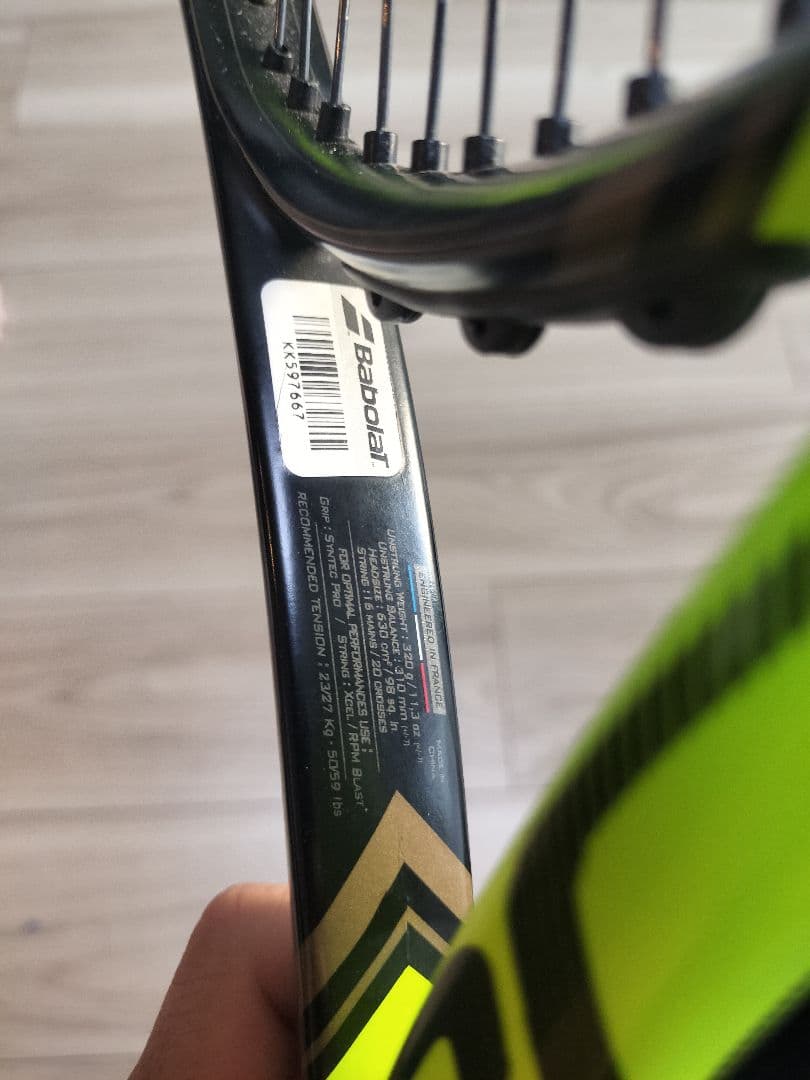 Babolat
KK597667
ENGINEERED IN FRANCE
MADE IN
CHINA
UNSTRUNG WEIGHT : 320 g / 11,3 oz (+/-7)
UNSTRUNG BALANCE : 310 mm (+/-7)
HEADSIZE : 630 cm² / 98 sq. in
STRING : 16 MAINS / 20 CROSSES
FOR OPTIMAL PERFORMANCES USE :
GRIP : SYNTEC PRO / STRING : XCEL / RPM BLAST
RECOMMENDED TENSION : 23/27 Kg - 50/59 lbs